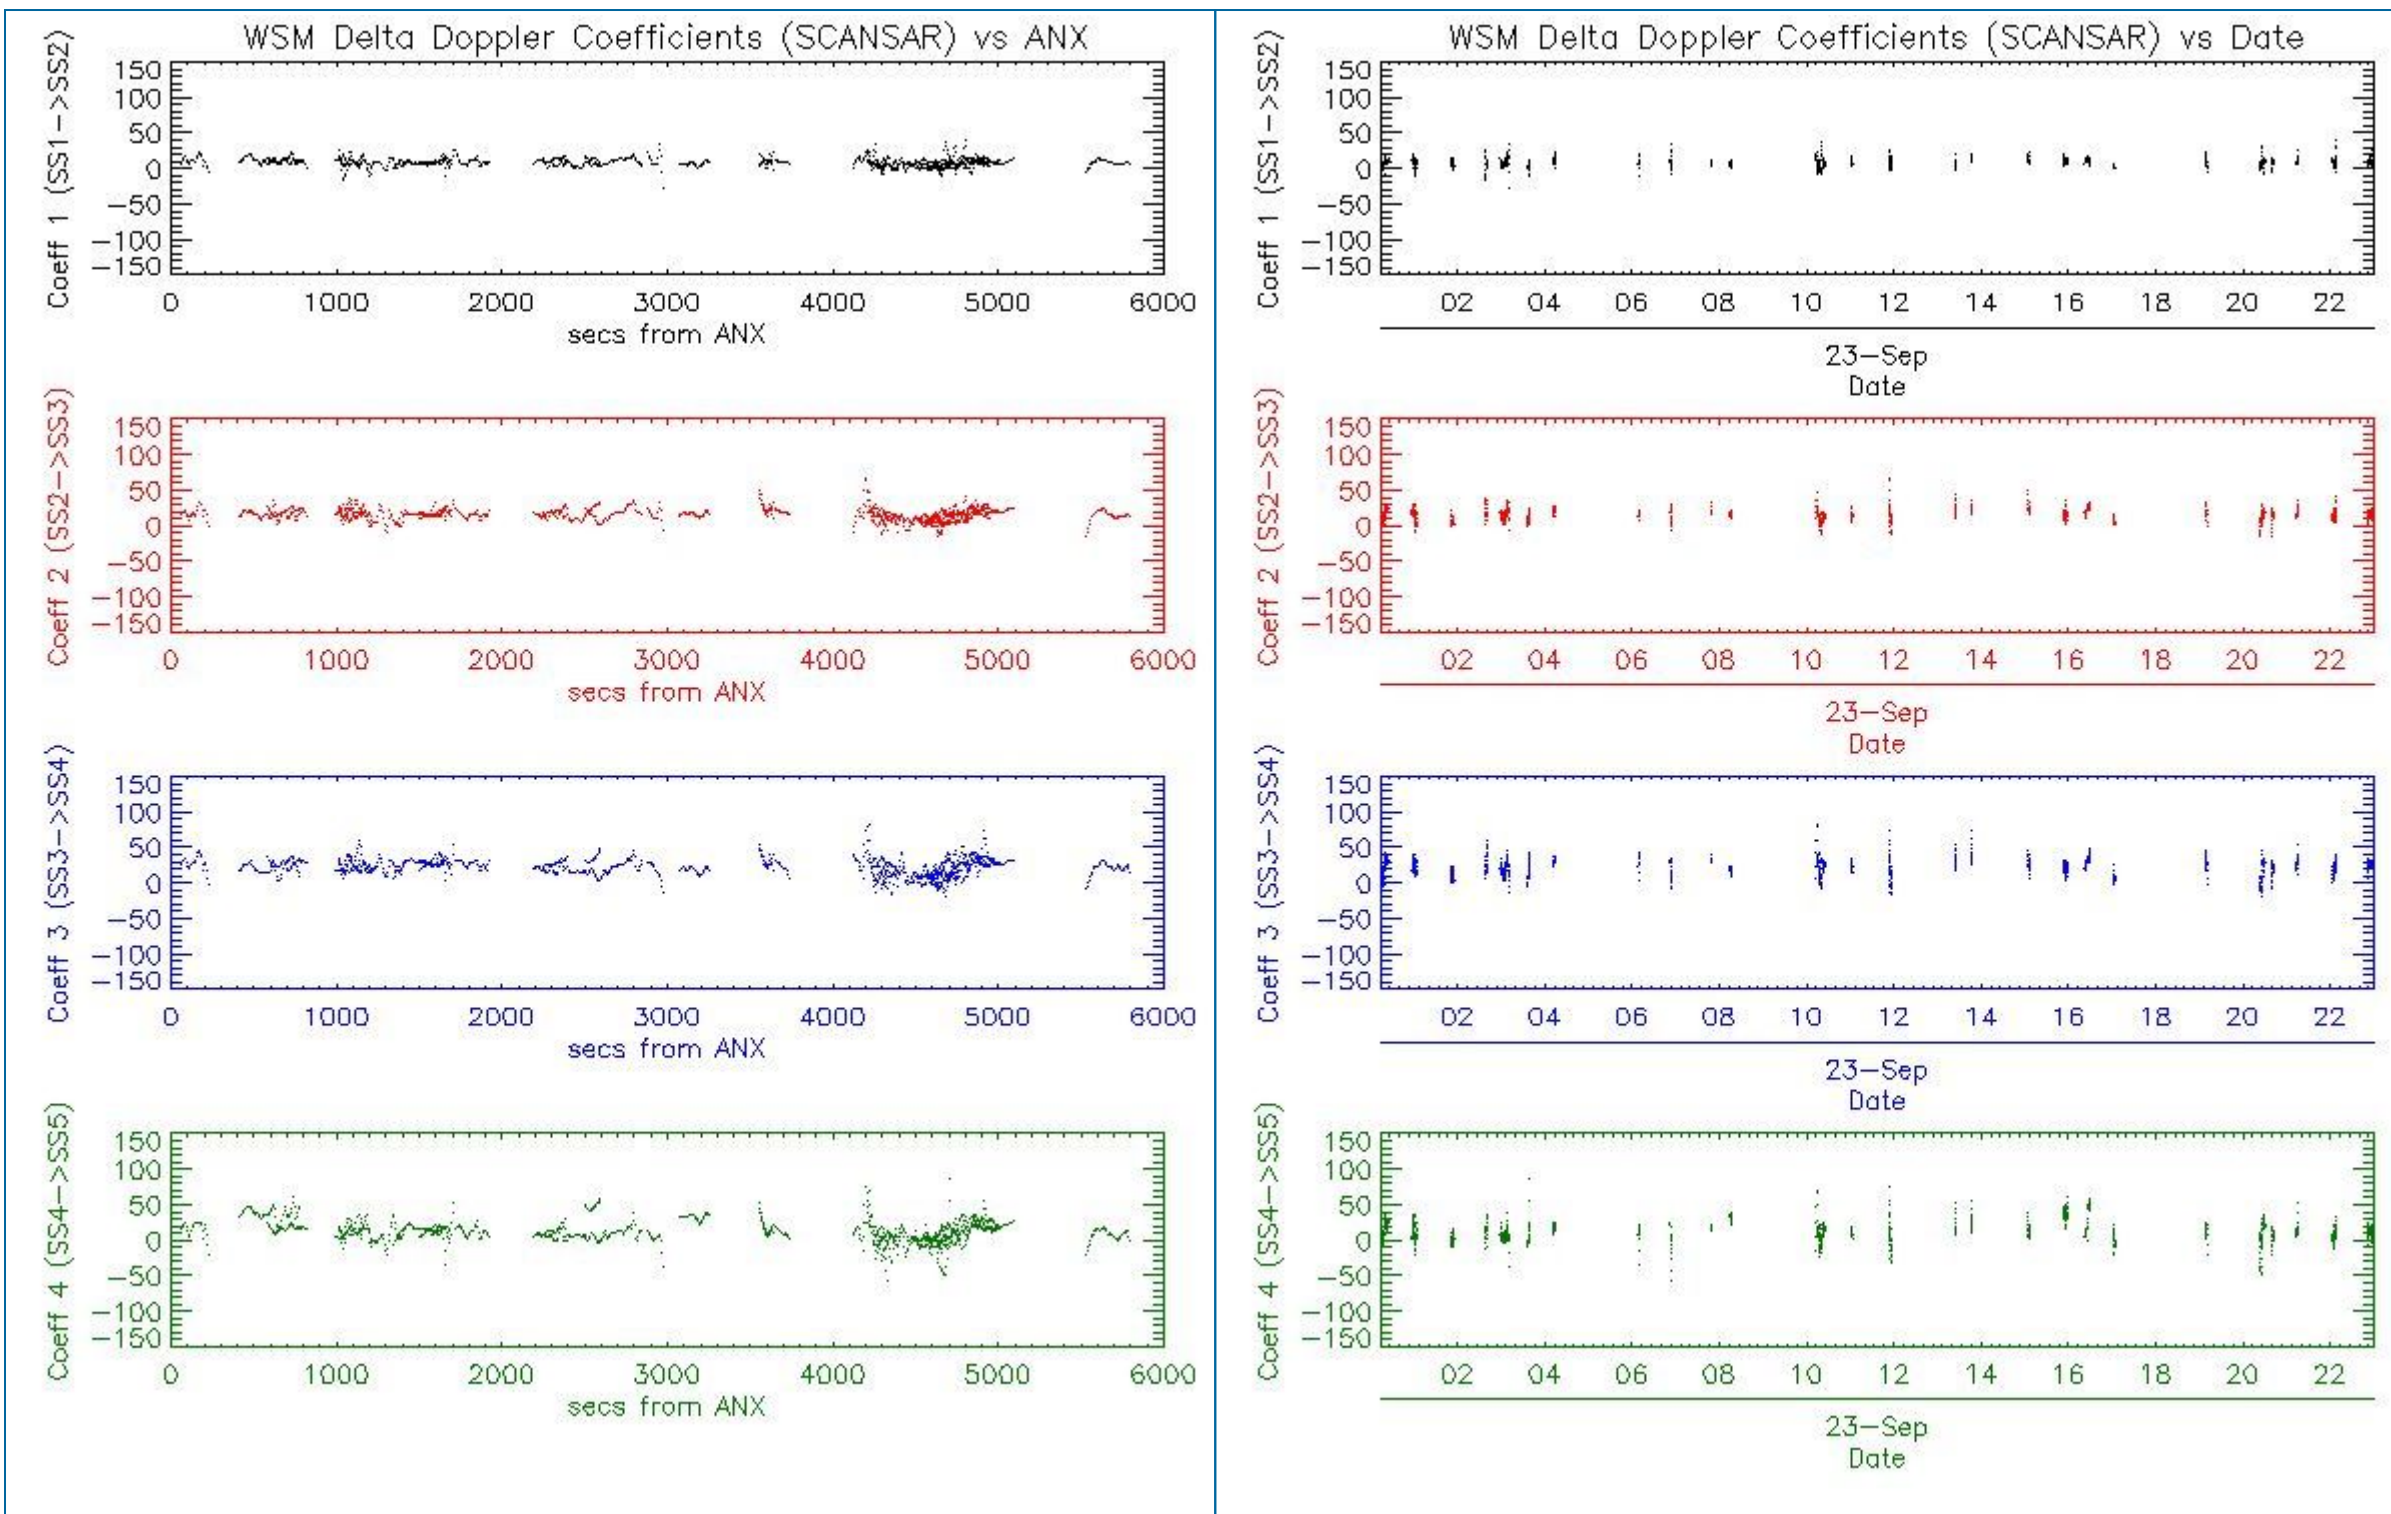 WSM Delta Doppler Coefficients (SCANSAR) vs ANX
Coeff 1 (SS1->SS2)
150
100
50
0
-50
-100
-150
0 1000 2000 3000 4000 5000 6000
secs from ANX
Coeff 2 (SS2->SS3)
150
100
50
0
-50
-100
-150
0 1000 2000 3000 4000 5000 6000
secs from ANX
Coeff 3 (SS3->SS4)
150
100
50
0
-50
-100
-150
0 1000 2000 3000 4000 5000 6000
secs from ANX
Coeff 4 (SS4->SS5)
150
100
50
0
-50
-100
-150
0 1000 2000 3000 4000 5000 6000
secs from ANX
WSM Delta Doppler Coefficients (SCANSAR) vs Date
Coeff 1 (SS1->SS2)
150
100
50
0
-50
-100
-150
02 04 06 08 10 12 14 16 18 20 22
23-Sep
Date
Coeff 2 (SS2->SS3)
150
100
50
0
-50
-100
-150
02 04 06 08 10 12 14 16 18 20 22
23-Sep
Date
Coeff 3 (SS3->SS4)
150
100
50
0
-50
-100
-150
02 04 06 08 10 12 14 16 18 20 22
23-Sep
Date
Coeff 4 (SS4->SS5)
150
100
50
0
-50
-100
-150
02 04 06 08 10 12 14 16 18 20 22
23-Sep
Date